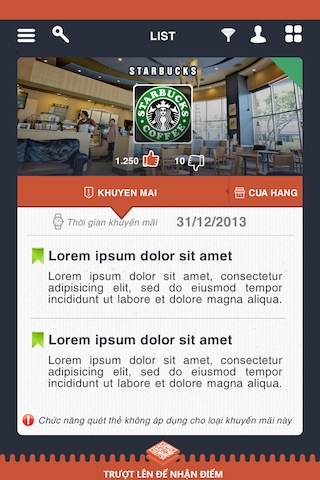 LIST
STARBUCKS
STARBUCKS
COFFEE
1.250
10
KHUYEN MAI
CUA HANG
Thời gian khuyến mãi
31/12/2013
Lorem ipsum dolor sit amet
Lorem ipsum dolor sit amet, consectetur
adipisicing elit, sed do eiusmod tempor
incididunt ut labore et dolore magna aliqua.
Lorem ipsum dolor sit amet
Lorem ipsum dolor sit amet, consectetur
adipisicing elit, sed do eiusmod tempor
incididunt ut labore et dolore magna aliqua.
Chức năng quét thẻ không áp dụng cho loại khuyến mãi này
TRƯỢT LÊN ĐỂ NHẬN ĐIỂM